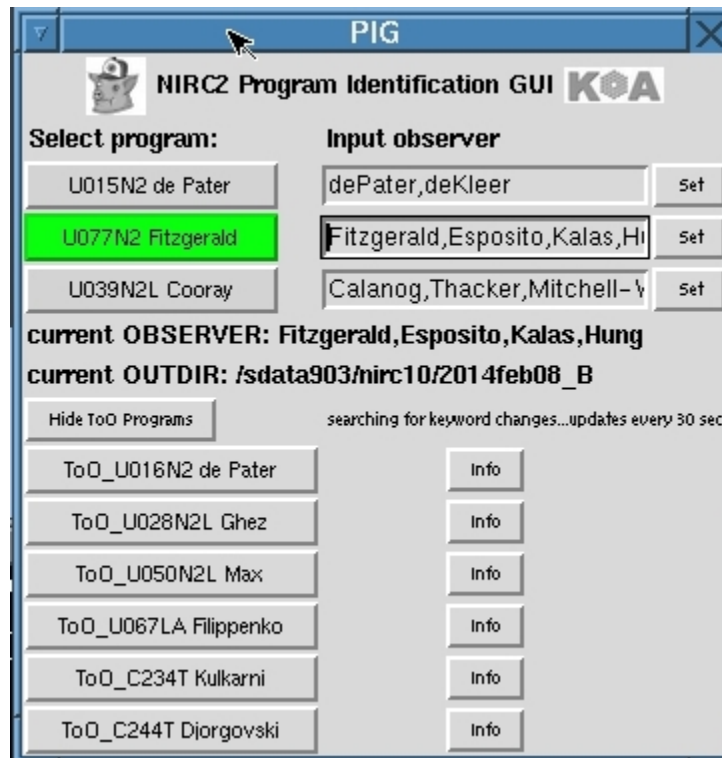 PIG
NIRC2 Program Identification GUI KOA
Select program: Input observer
U015N2 de Pater dePater,deKleer Set
U077N2 Fitzgerald Fitzgerald,Esposito,Kalas,Hu Set
U039N2L Cooray Calanog,Thacker,Mitchell- Set
current OBSERVER: Fitzgerald,Esposito,Kalas,Hung
current OUTDIR: /sdata903/nirc10/2014feb08_B
Hide ToO Programs searching for keyword changes...updates every 30 sec
ToO_U016N2 de Pater Info
ToO_U028N2L Ghez Info
ToO_U050N2L Max Info
ToO_U067LA Filippenko Info
ToO_C234T Kulkarni Info
ToO_C244T Djorgovski Info